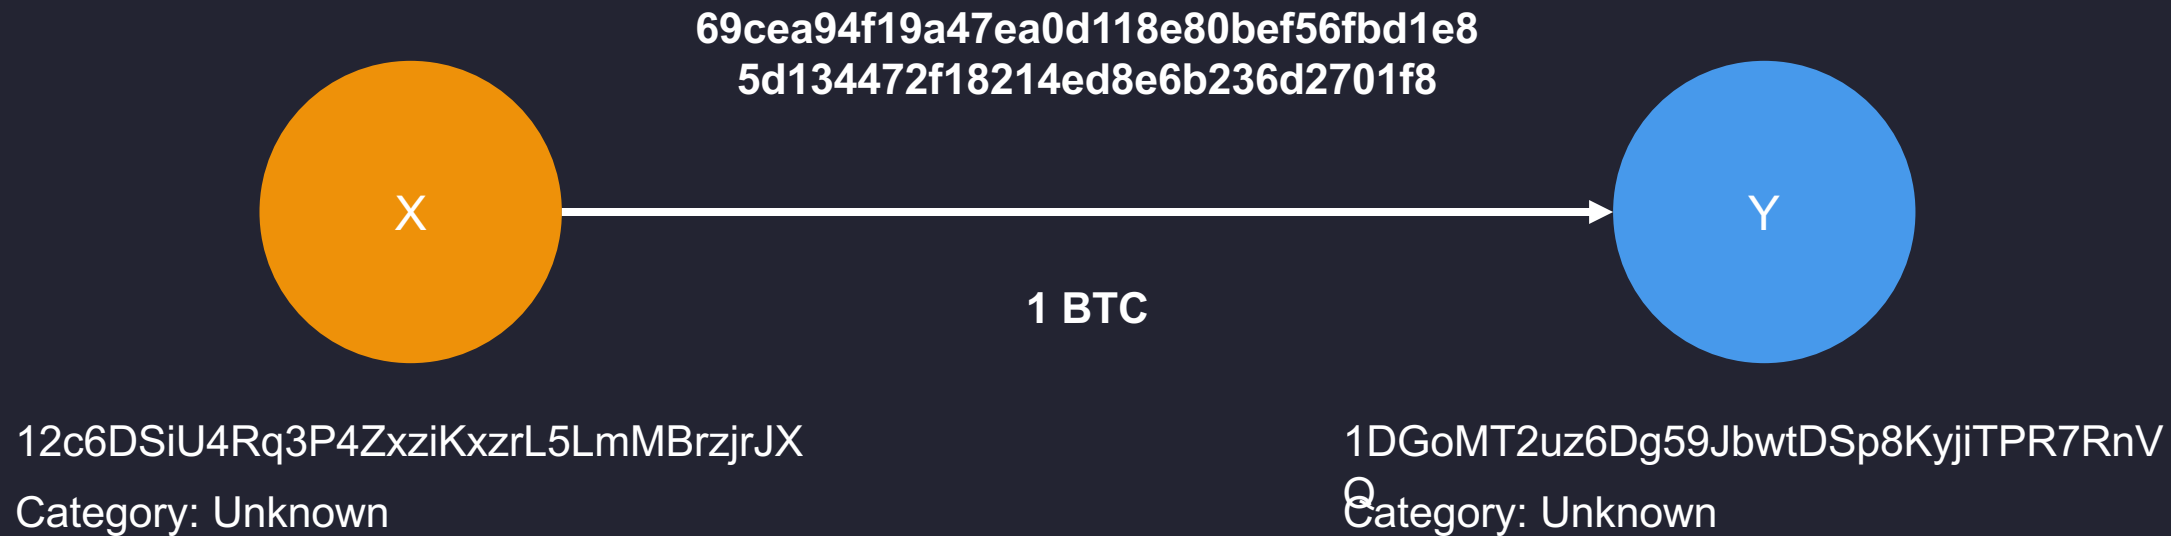 69cea94f19a47ea0d118e80bef56fbd1e8
5d134472f18214ed8e6b236d2701f8
X
Y
1 BTC
12c6DSiU4Rq3P4ZxziKxzrL5LmMBrzjrJX
Category: Unknown
1DGoMT2uz6Dg59JbwtDSp8KyjiTPR7RnV
Q
Category: Unknown